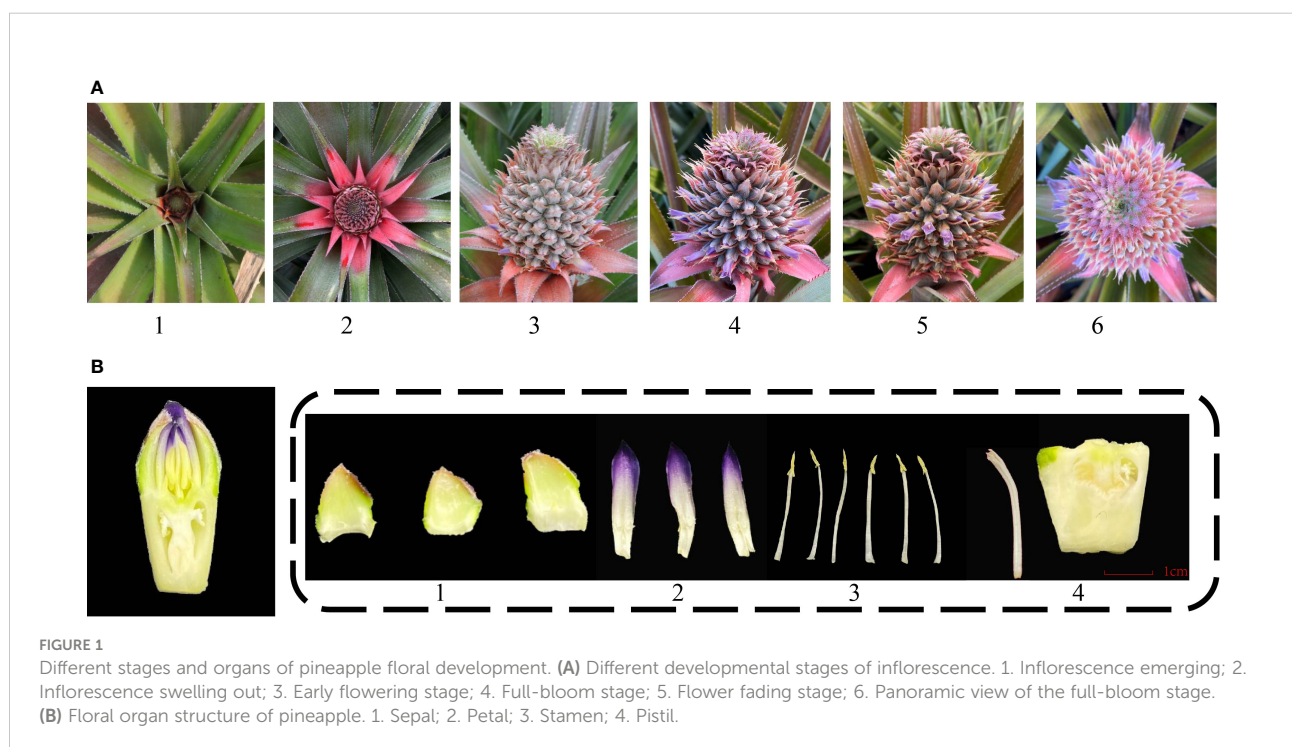 A
1 2 3 4 5 6
B
1cm
1 2 3 4
FIGURE 1
Different stages and organs of pineapple floral development. (A) Different developmental stages of inflorescence. 1. Inflorescence emerging; 2.
Inflorescence swelling out; 3. Early flowering stage; 4. Full-bloom stage; 5. Flower fading stage; 6. Panoramic view of the full-bloom stage.
(B) Floral organ structure of pineapple. 1. Sepal; 2. Petal; 3. Stamen; 4. Pistil.